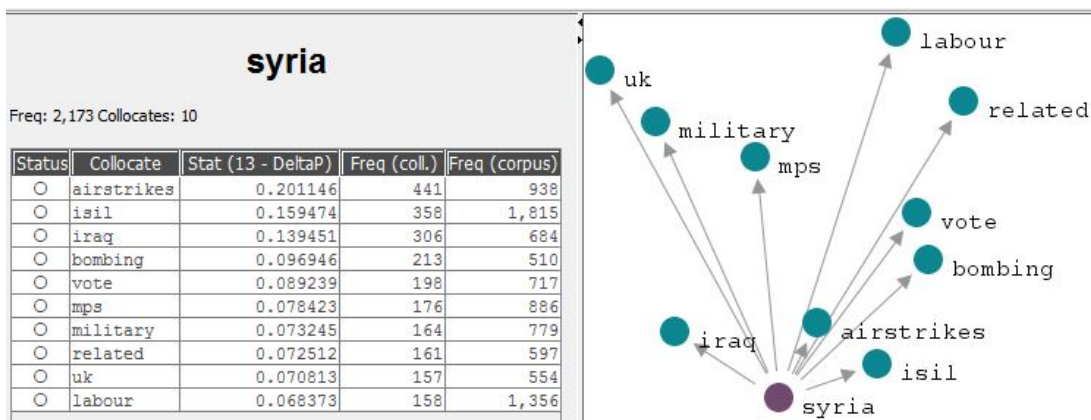 syria
Freq: 2,173 Collocates: 10
Status Collocate Stat (13 - DeltaP) Freq (coll.) Freq (corpus)
airstrikes 0.201146 441 938
isil 0.159474 358 1,815
iraq 0.139451 306 684
bombing 0.096946 213 510
vote 0.089239 198 717
mps 0.078423 176 886
military 0.073245 164 779
related 0.072512 161 597
uk 0.070813 157 554
labour 0.068373 158 1,356
labour
uk
related
military
mps
vote
bombing
airstrikes
iraq
isil
syria